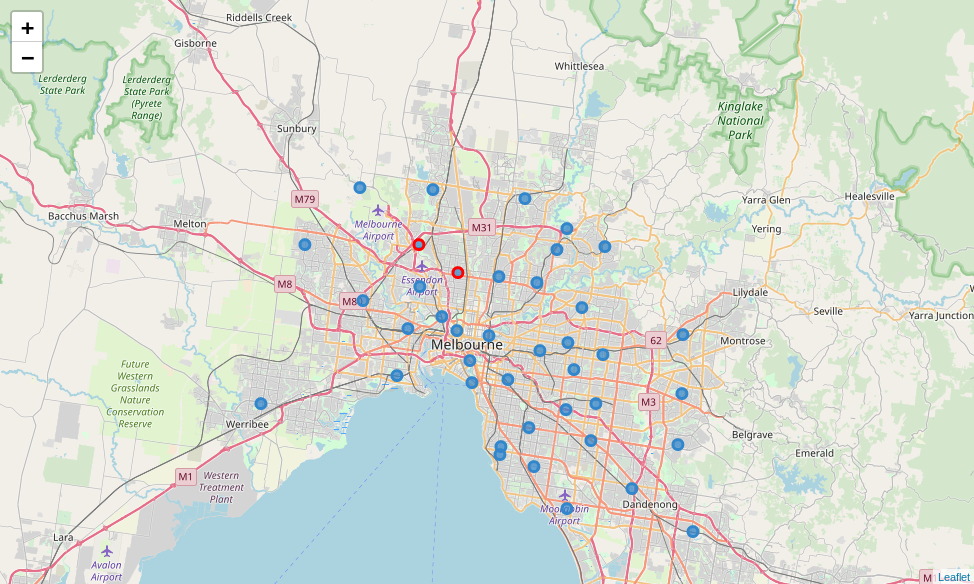 +
−
Riddells Creek
Gisborne
Whittlesea
Lerderderg
State Park
Lerderderg
State Park
(Pyrete
Range)
Kinglake
National
Park
Sunbury
M79
Healesville
Yarra Glen
Bacchus Marsh
Melton
Melbourne
Airport
M31
Yering
M8
Essendon
Airport
M8
Lilydale
Seville
Yarra Junction
Melbourne
62
Montrose
Future
Western
Grasslands
Nature
Conservation
Reserve
M3
Werribee
Belgrave
Emerald
M1
Western
Treatment
Plant
Dandenong
Airport
Lara
Avalon
Airport
Leaflet